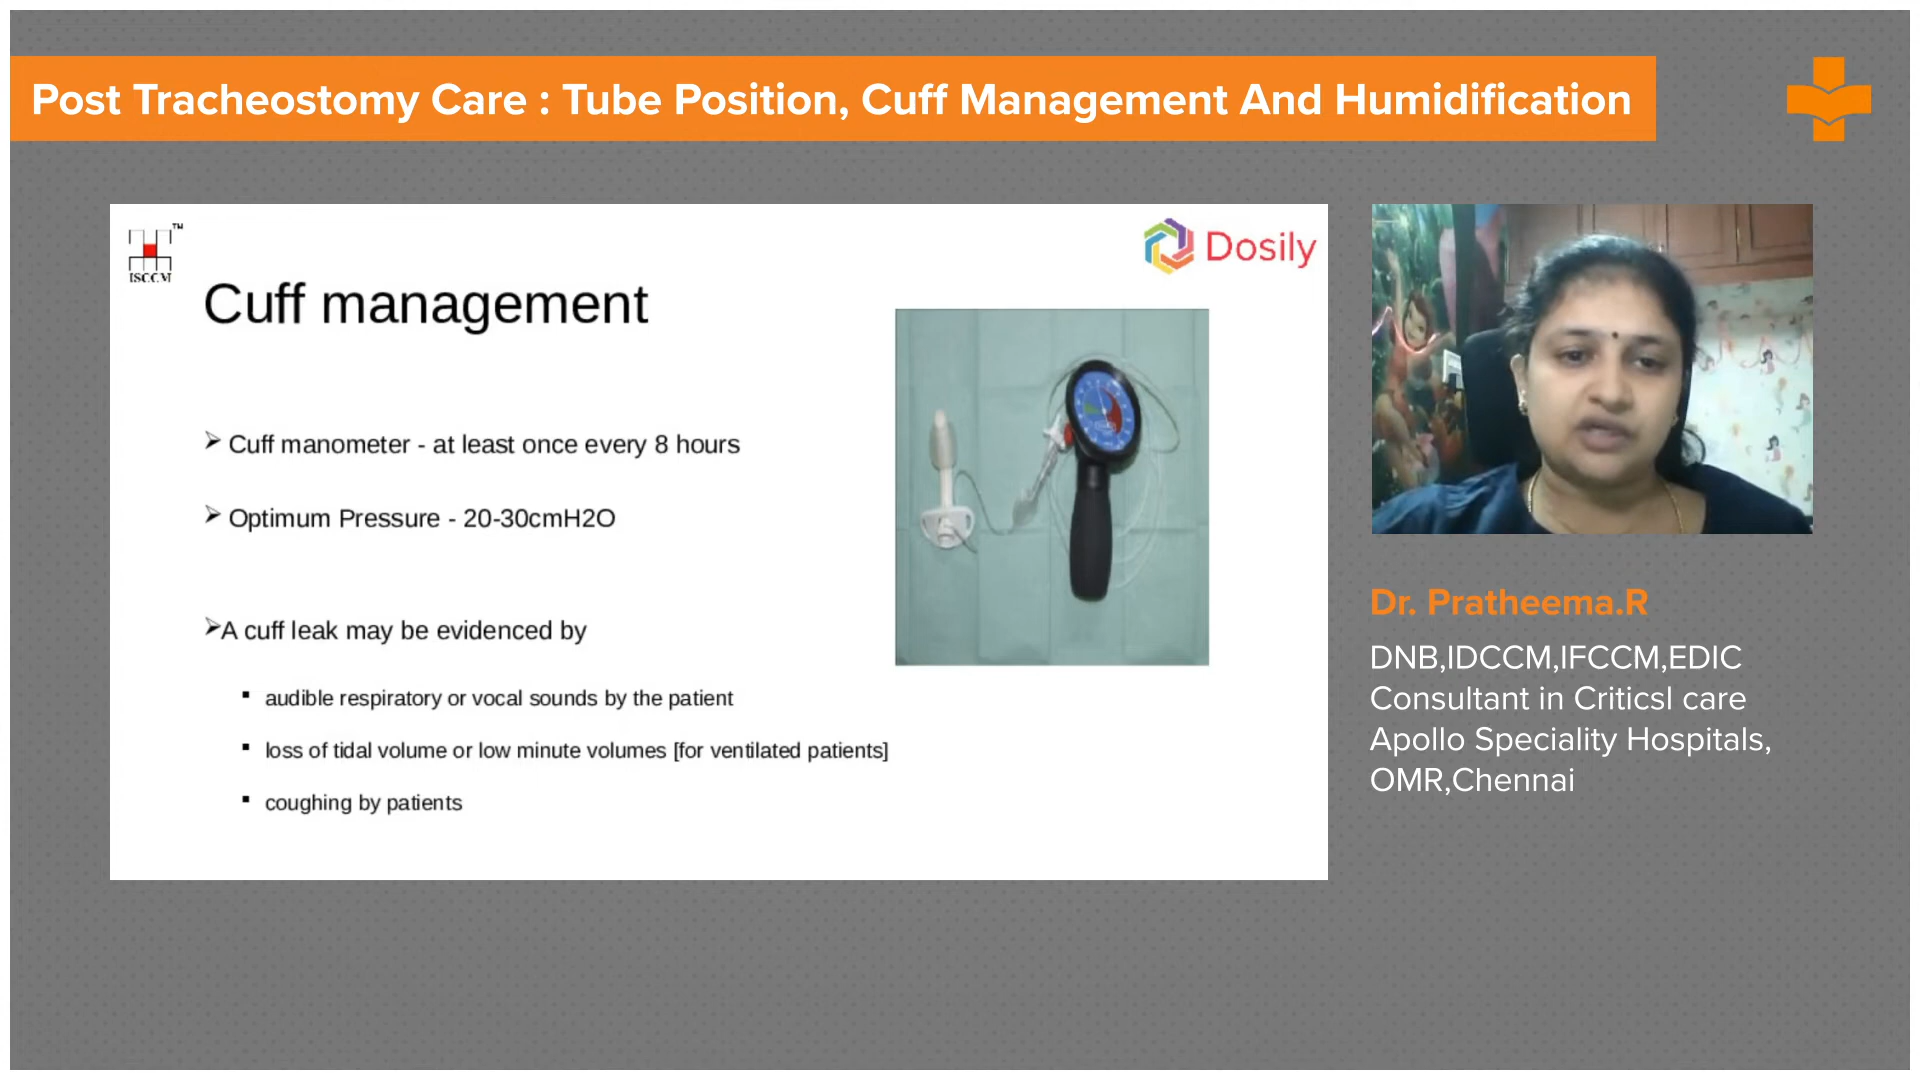 Post Tracheostomy Care : Tube Position, Cuff Management And Humidification
TM
ISCCM
Dosily
Cuff management
➢ Cuff manometer - at least once every 8 hours
➢ Optimum Pressure - 20-30cmH2O
➢A cuff leak may be evidenced by
▪ audible respiratory or vocal sounds by the patient
▪ loss of tidal volume or low minute volumes [for ventilated patients]
▪ coughing by patients
Dr. Pratheema.R
DNB,IDCCM,IFCCM,EDIC
Consultant in Criticsl care
Apollo Speciality Hospitals,
OMR,Chennai